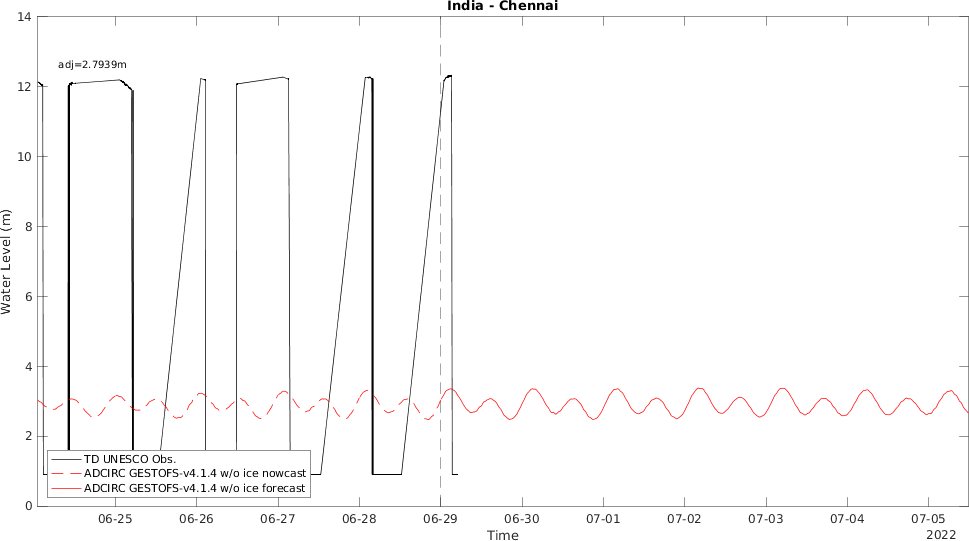 India - Chennai
adj=2.7939m
14
12
10
8
6
4
2
0
Water Level (m)
TD UNESCO Obs.
ADCIRC GESTOFS-v4.1.4 w/o ice nowcast
ADCIRC GESTOFS-v4.1.4 w/o ice forecast
06-25 06-26 06-27 06-28 06-29 06-30 07-01 07-02 07-03 07-04 07-05
Time
2022